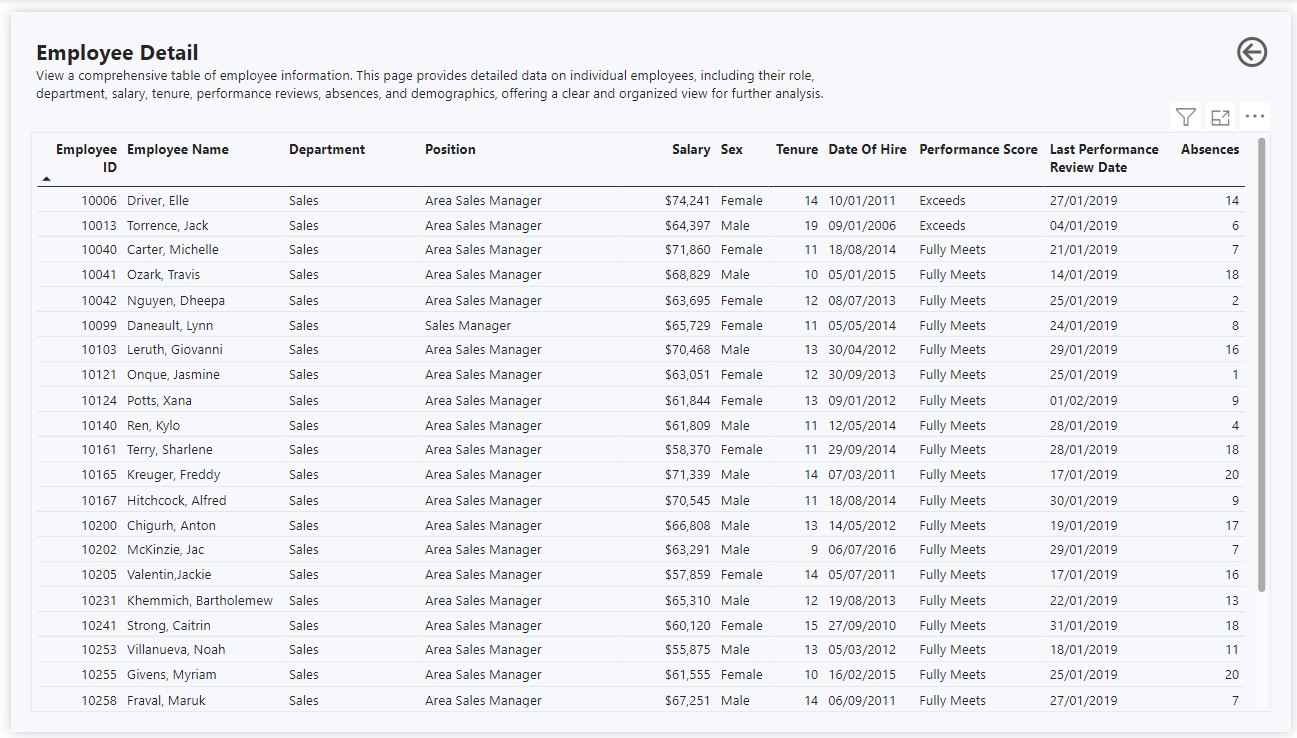 Employee Detail
View a comprehensive table of employee information. This page provides detailed data on individual employees, including their role,
department, salary, tenure, performance reviews, absences, and demographics, offering a clear and organized view for further analysis.
Employee ID Employee Name Department Position Salary Sex Tenure Date Of Hire Performance Score Last Performance Review Date Absences
10006 Driver, Elle Sales Area Sales Manager $74,241 Female 14 10/01/2011 Exceeds 27/01/2019 14
10013 Torrence, Jack Sales Area Sales Manager $64,397 Male 19 09/01/2006 Exceeds 04/01/2019 6
10040 Carter, Michelle Sales Area Sales Manager $71,860 Female 11 18/08/2014 Fully Meets 21/01/2019 7
10041 Ozark, Travis Sales Area Sales Manager $68,829 Male 10 05/01/2015 Fully Meets 14/01/2019 18
10042 Nguyen, Dheepa Sales Area Sales Manager $63,695 Female 12 08/07/2013 Fully Meets 25/01/2019 2
10099 Daneault, Lynn Sales Sales Manager $65,729 Female 11 05/05/2014 Fully Meets 24/01/2019 8
10103 Leruth, Giovanni Sales Area Sales Manager $70,468 Male 13 30/04/2012 Fully Meets 29/01/2019 16
10121 Onque, Jasmine Sales Area Sales Manager $63,051 Female 12 30/09/2013 Fully Meets 25/01/2019 1
10124 Potts, Xana Sales Area Sales Manager $61,844 Female 13 09/01/2012 Fully Meets 01/02/2019 9
10140 Ren, Kylo Sales Area Sales Manager $61,809 Male 11 12/05/2014 Fully Meets 28/01/2019 4
10161 Terry, Sharlene Sales Area Sales Manager $58,370 Female 11 29/09/2014 Fully Meets 28/01/2019 18
10165 Kreuger, Freddy Sales Area Sales Manager $71,339 Male 14 07/03/2011 Fully Meets 17/01/2019 20
10167 Hitchcock, Alfred Sales Area Sales Manager $70,545 Male 11 18/08/2014 Fully Meets 30/01/2019 9
10200 Chigurh, Anton Sales Area Sales Manager $66,808 Male 13 14/05/2012 Fully Meets 19/01/2019 17
10202 McKinzie, Jac Sales Area Sales Manager $63,291 Male 9 06/07/2016 Fully Meets 29/01/2019 7
10205 Valentin,Jackie Sales Area Sales Manager $57,859 Female 14 05/07/2011 Fully Meets 17/01/2019 16
10231 Khemmich, Bartholemew Sales Area Sales Manager $65,310 Male 12 19/08/2013 Fully Meets 22/01/2019 13
10241 Strong, Caitrin Sales Area Sales Manager $60,120 Female 15 27/09/2010 Fully Meets 31/01/2019 18
10253 Villanueva, Noah Sales Area Sales Manager $55,875 Male 13 05/03/2012 Fully Meets 18/01/2019 11
10255 Givens, Myriam Sales Area Sales Manager $61,555 Female 10 16/02/2015 Fully Meets 25/01/2019 20
10258 Fraval, Maruk Sales Area Sales Manager $67,251 Male 14 06/09/2011 Fully Meets 27/01/2019 7